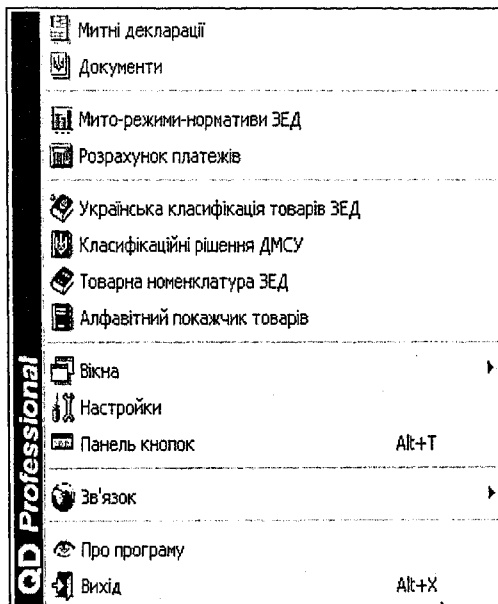 Митні декларації
Документи
Мито-режими-нормативи ЗЕД
Розрахунок платежів
Українська класифікація товарів ЗЕД
Класифікаційні рішення ДМСУ
Товарна номенклатура ЗЕД
Алфавітний покажчик товарів
Вікна
Настройки
Панель кнопок Alt+T
Зв'язок
Про програму
Вихід Alt+X
QD Professional